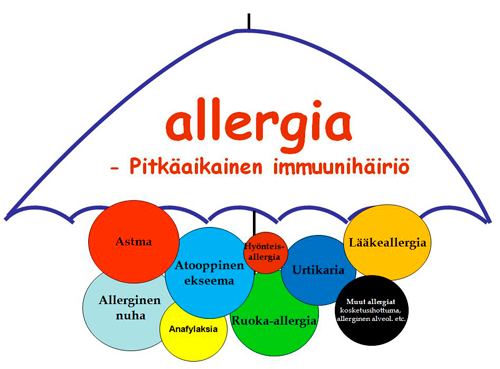 allergia
- Pitkäaikainen immuunihäiriö
Astma
Atooppinen
ekseema
Hyönteis-
allergia
Urtikaria
Lääkeallergia
Allerginen
nuha
Anafylaksia
Ruoka-allergia
Muut allergiat
kosketusihottuma,
allerginen alveol. etc.